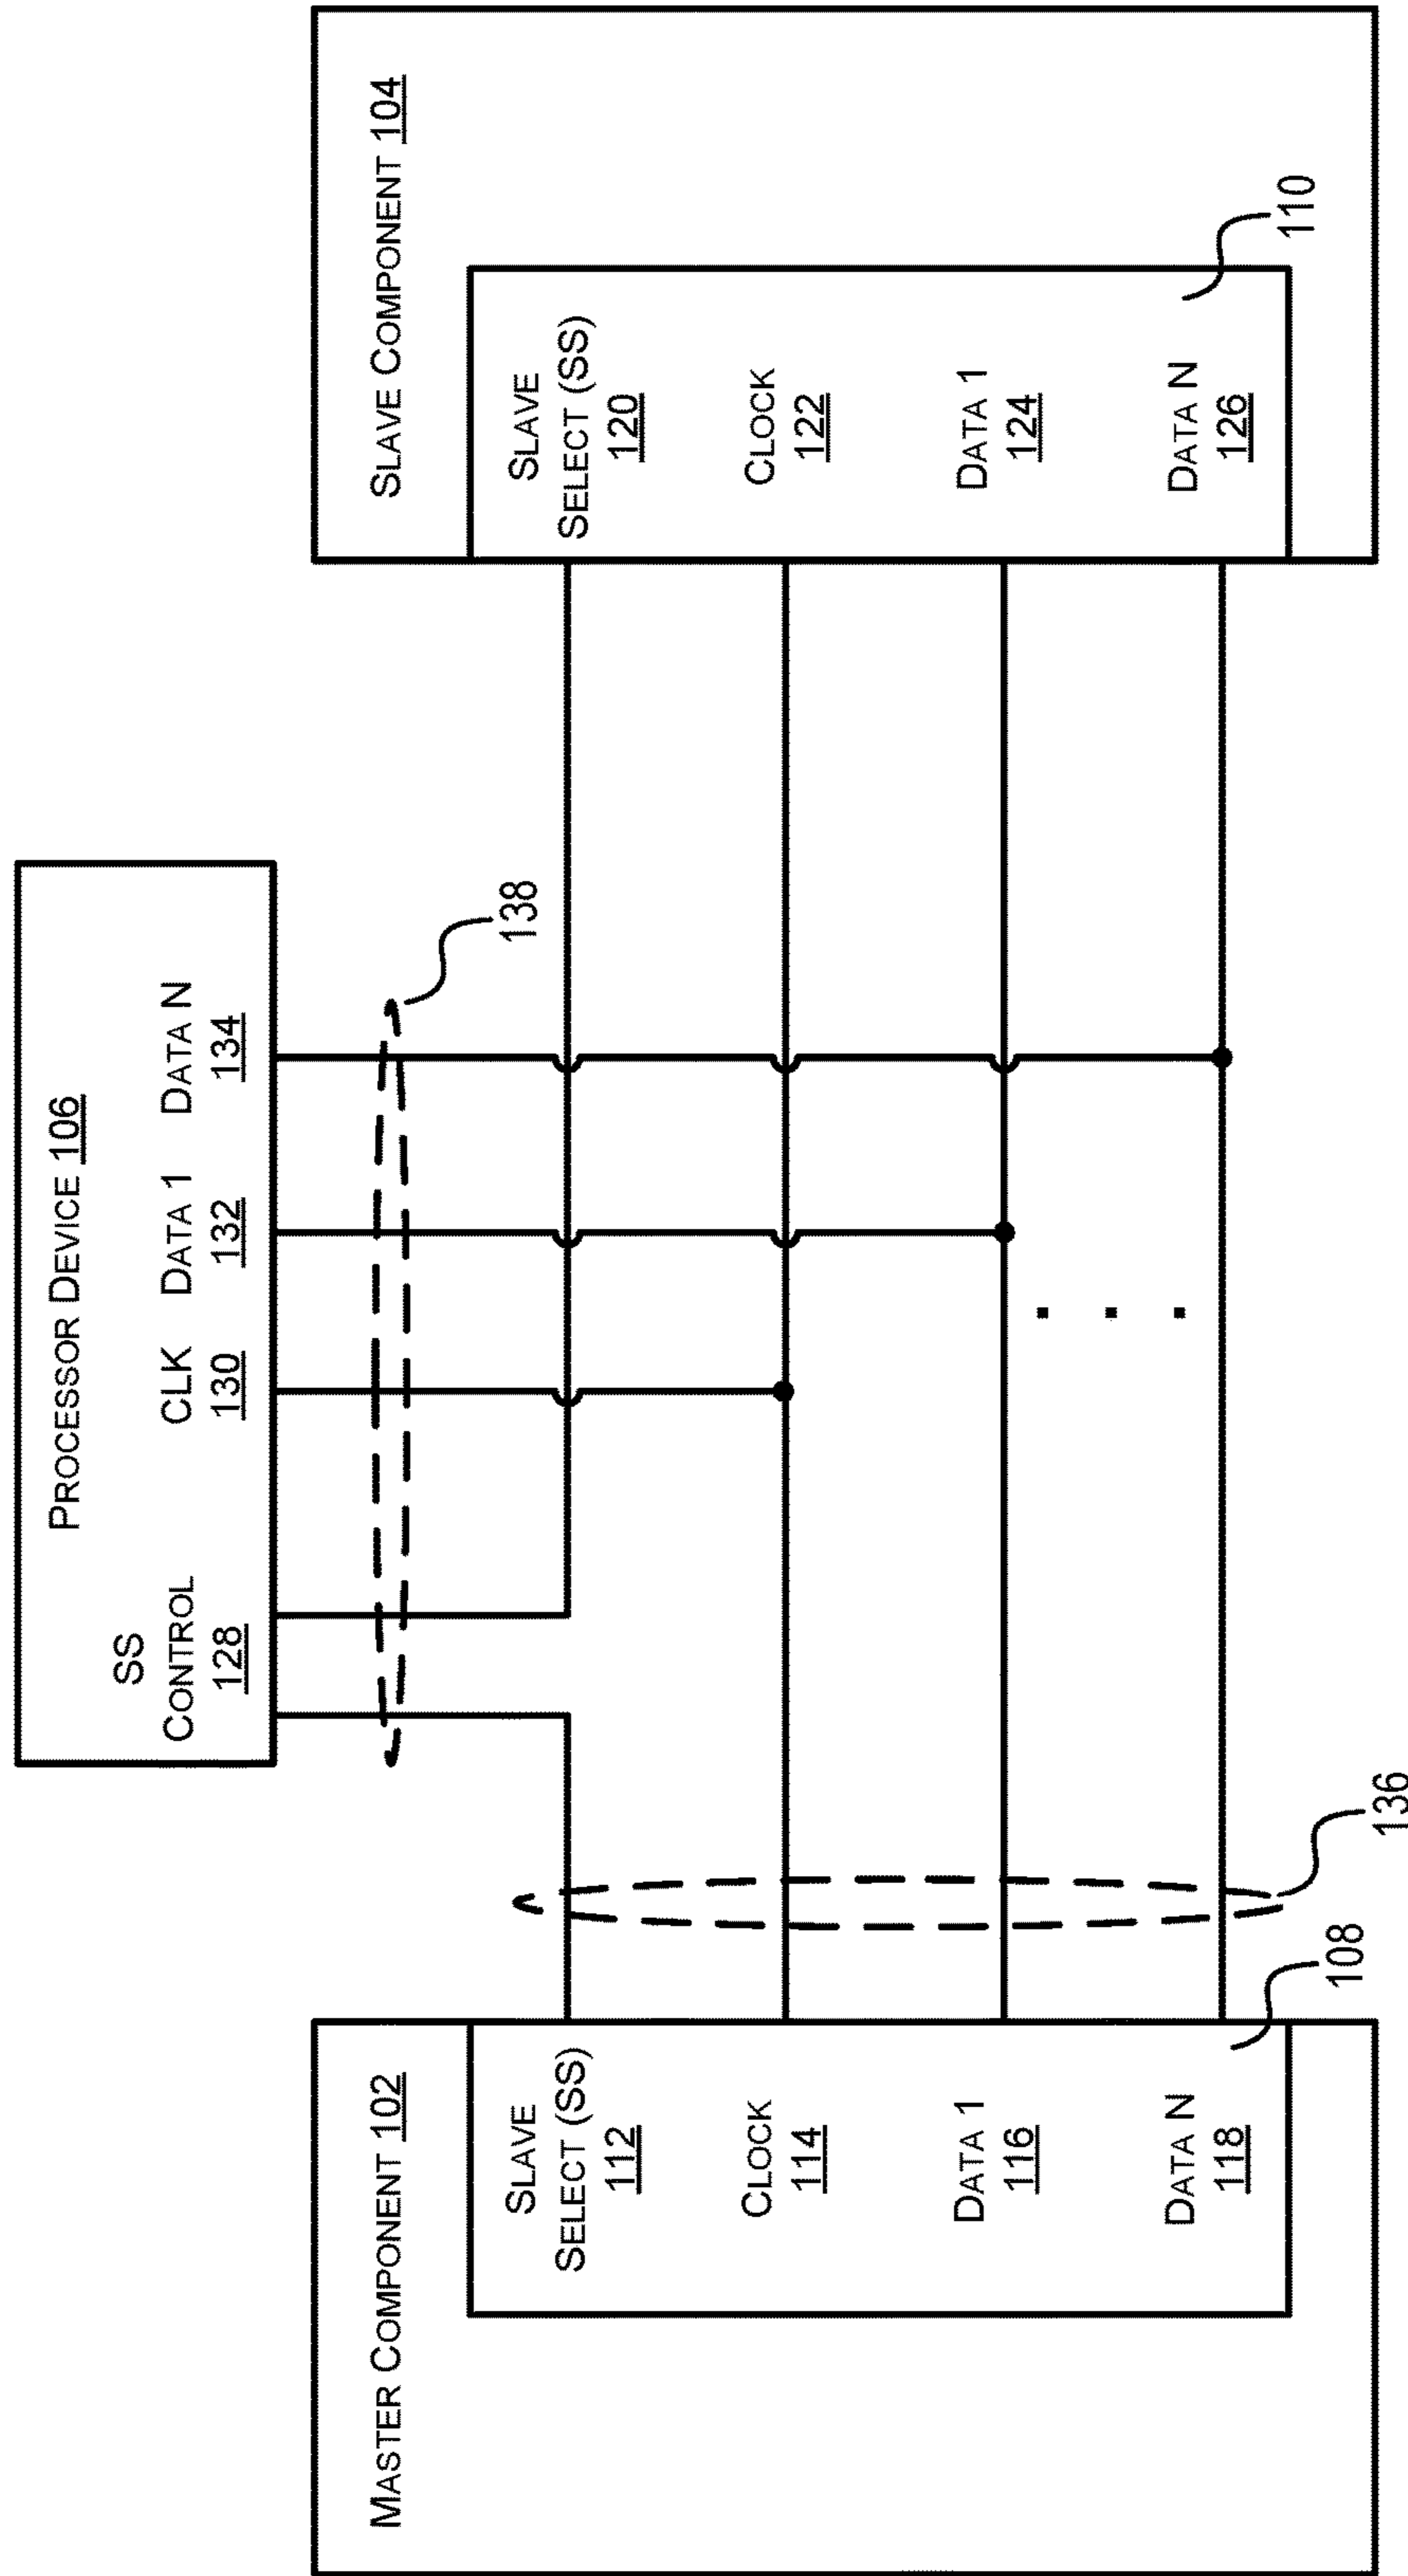 PROCESSOR DEVICE 106
SS
CONTROL
128
CLK
130
DATA 1
132
DATA N
134
138
MASTER COMPONENT 102
SLAVE
SELECT (SS)
112
CLOCK
114
DATA 1
116
DATA N
118
108
136
. . .
SLAVE COMPONENT 104
SLAVE
SELECT (SS)
120
CLOCK
122
DATA 1
124
DATA N
126
110